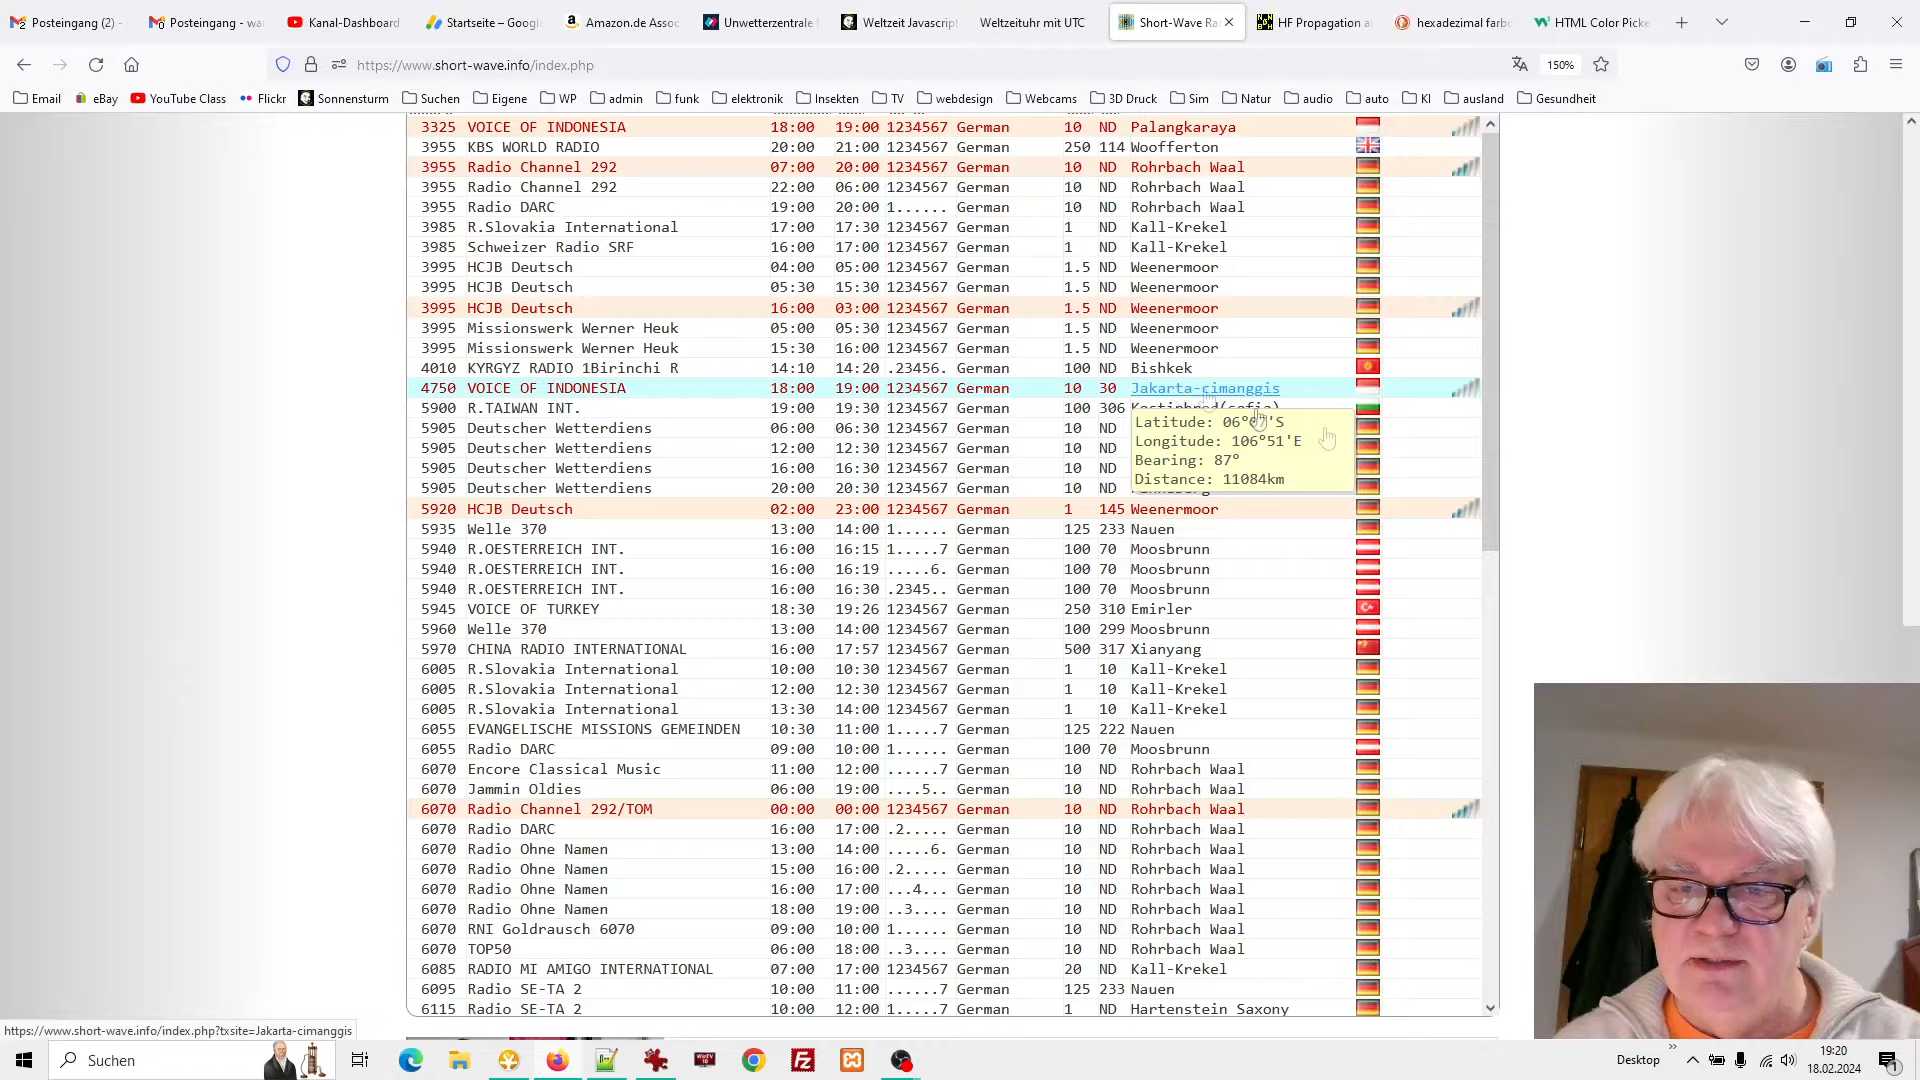 Posteingang (2) -
Posteingang - wa
Kanal-Dashboard
Startseite – Google
Amazon.de Assoc
Unwetterzentrale
Weltzeit Javascript
Weltzeituhr mit UTC
Short-Wave Ra
HF Propagation a
hexadezimal farb
HTML Color Picke
https://www.short-wave.info/index.php
150%
Email eBay YouTube Class Flickr Sonnensturm Suchen Eigene WP admin funk elektronik Insekten TV webdesign Webcams 3D Druck Sim Natur audio auto KI ausland Gesundheit
3325 VOICE OF INDONESIA 18:00 19:00 1234567 German 10 ND Palangkaraya
3955 KBS WORLD RADIO 20:00 21:00 1234567 German 250 114 Woofferton
3955 Radio Channel 292 07:00 20:00 1234567 German 10 ND Rohrbach Waal
3955 Radio Channel 292 22:00 06:00 1234567 German 10 ND Rohrbach Waal
3955 Radio DARC 19:00 20:00 1...... German 10 ND Rohrbach Waal
3985 R.Slovakia International 17:00 17:30 1234567 German 1 ND Kall-Krekel
3985 Schweizer Radio SRF 16:00 17:00 1234567 German 1 ND Kall-Krekel
3995 HCJB Deutsch 04:00 05:00 1234567 German 1.5 ND Weenermoor
3995 HCJB Deutsch 05:30 15:30 1234567 German 1.5 ND Weenermoor
3995 HCJB Deutsch 16:00 03:00 1234567 German 1.5 ND Weenermoor
3995 Missionswerk Werner Heuk 05:00 05:30 1234567 German 1.5 ND Weenermoor
3995 Missionswerk Werner Heuk 15:30 16:00 1234567 German 1.5 ND Weenermoor
4010 KYRGYZ RADIO 1Birinchi R 14:10 14:20 .23456. German 100 ND Bishkek
4750 VOICE OF INDONESIA 18:00 19:00 1234567 German 10 30 Jakarta-cimanggis
5900 R.TAIWAN INT. 19:00 19:30 1234567 German 100 306
5905 Deutscher Wetterdiens 06:00 06:30 1234567 German 10 ND
5905 Deutscher Wetterdiens 12:00 12:30 1234567 German 10 ND
5905 Deutscher Wetterdiens 16:00 16:30 1234567 German 10 ND
5905 Deutscher Wetterdiens 20:00 20:30 1234567 German 10 ND
Latitude:
Longitude: 106°51'E
Bearing: 87°
Distance: 11084km
5920 HCJB Deutsch 02:00 23:00 1234567 German 1 145 Weenermoor
5935 Welle 370 13:00 14:00 1...... German 125 233 Nauen
5940 R.OESTERREICH INT. 16:00 16:15 1.....7 German 100 70 Moosbrunn
5940 R.OESTERREICH INT. 16:00 16:19 .....6. German 100 70 Moosbrunn
5940 R.OESTERREICH INT. 16:00 16:30 .2345.. German 100 70 Moosbrunn
5945 VOICE OF TURKEY 18:30 19:26 1234567 German 250 310 Emirler
5960 Welle 370 13:00 14:00 1234567 German 100 299 Moosbrunn
5970 CHINA RADIO INTERNATIONAL 16:00 17:57 1234567 German 500 317 Xianyang
6005 R.Slovakia International 10:00 10:30 1234567 German 1 10 Kall-Krekel
6005 R.Slovakia International 12:00 12:30 1234567 German 1 10 Kall-Krekel
6005 R.Slovakia International 13:30 14:00 1234567 German 1 10 Kall-Krekel
6055 EVANGELISCHE MISSIONS GEMEINDEN 10:30 11:00 1.....7 German 125 222 Nauen
6055 Radio DARC 09:00 10:00 1...... German 100 70 Moosbrunn
6070 Encore Classical Music 11:00 12:00 ......7 German 10 ND Rohrbach Waal
6070 Jammin Oldies 06:00 19:00 ....5.. German 10 ND Rohrbach Waal
6070 Radio Channel 292/TOM 00:00 00:00 1234567 German 10 ND Rohrbach Waal
6070 Radio DARC 16:00 17:00 .2..... German 10 ND Rohrbach Waal
6070 Radio Ohne Namen 13:00 14:00 .....6. German 10 ND Rohrbach Waal
6070 Radio Ohne Namen 15:00 16:00 .2..... German 10 ND Rohrbach Waal
6070 Radio Ohne Namen 16:00 17:00 ...4... German 10 ND Rohrbach Waal
6070 Radio Ohne Namen 18:00 19:00 ..3.... German 10 ND Rohrbach Waal
6070 RNI Goldrausch 6070 09:00 10:00 1...... German 10 ND Rohrbach Waal
6070 TOP50 06:00 18:00 ..3.... German 10 ND Rohrbach Waal
6085 RADIO MI AMIGO INTERNATIONAL 07:00 17:00 1234567 German 20 ND Kall-Krekel
6095 Radio SE-TA 2 10:00 11:00 ......7 German 125 233 Nauen
6115 Radio SE-TA 2 10:00 12:00 1.....7 German 1 ND Hartenstein Saxony
https://www.short-wave.info/index.php?txsite=Jakarta-cimanggis
Suchen
Desktop
19:20
18.02.2024